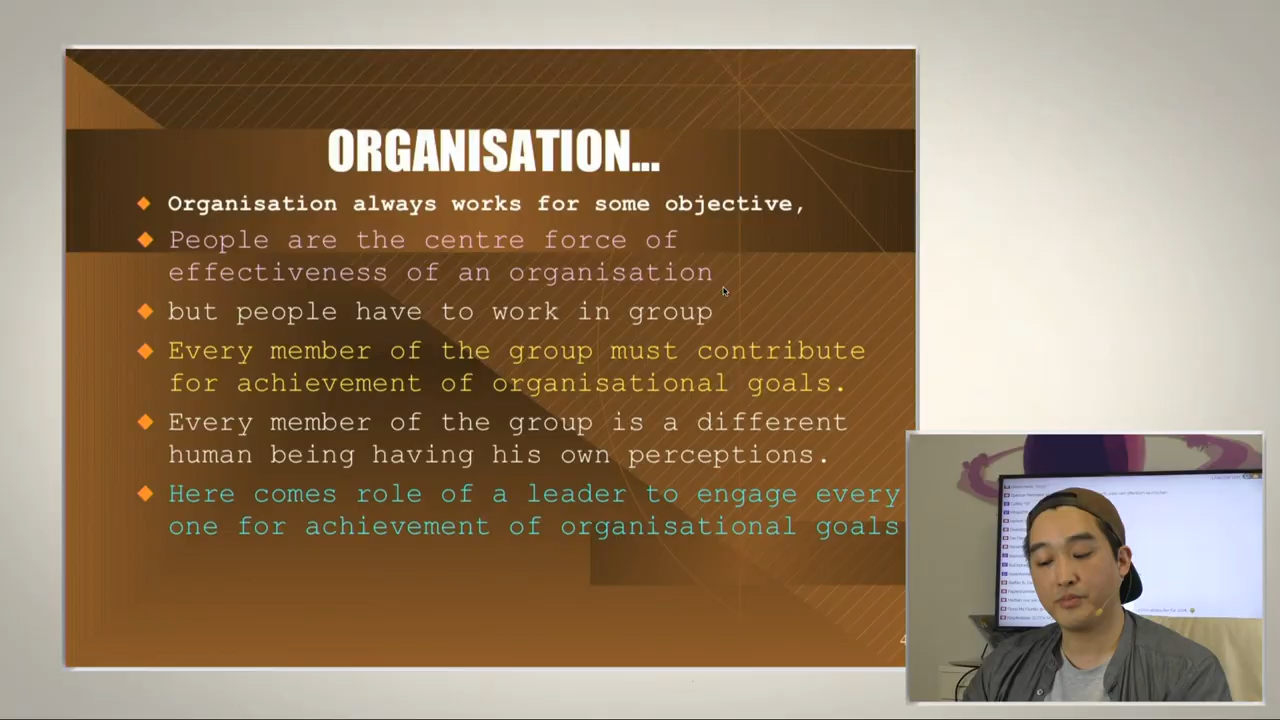 ORGANISATION...
Organisation always works for some objective,
People are the centre force of
effectiveness of an organisation
but people have to work in group
Every member of the group must contribute
for achievement of organisational goals.
Every member of the group is a different
human being having his own perceptions.
Here comes role of a leader to engage every
one for achievement of organisational goals
4